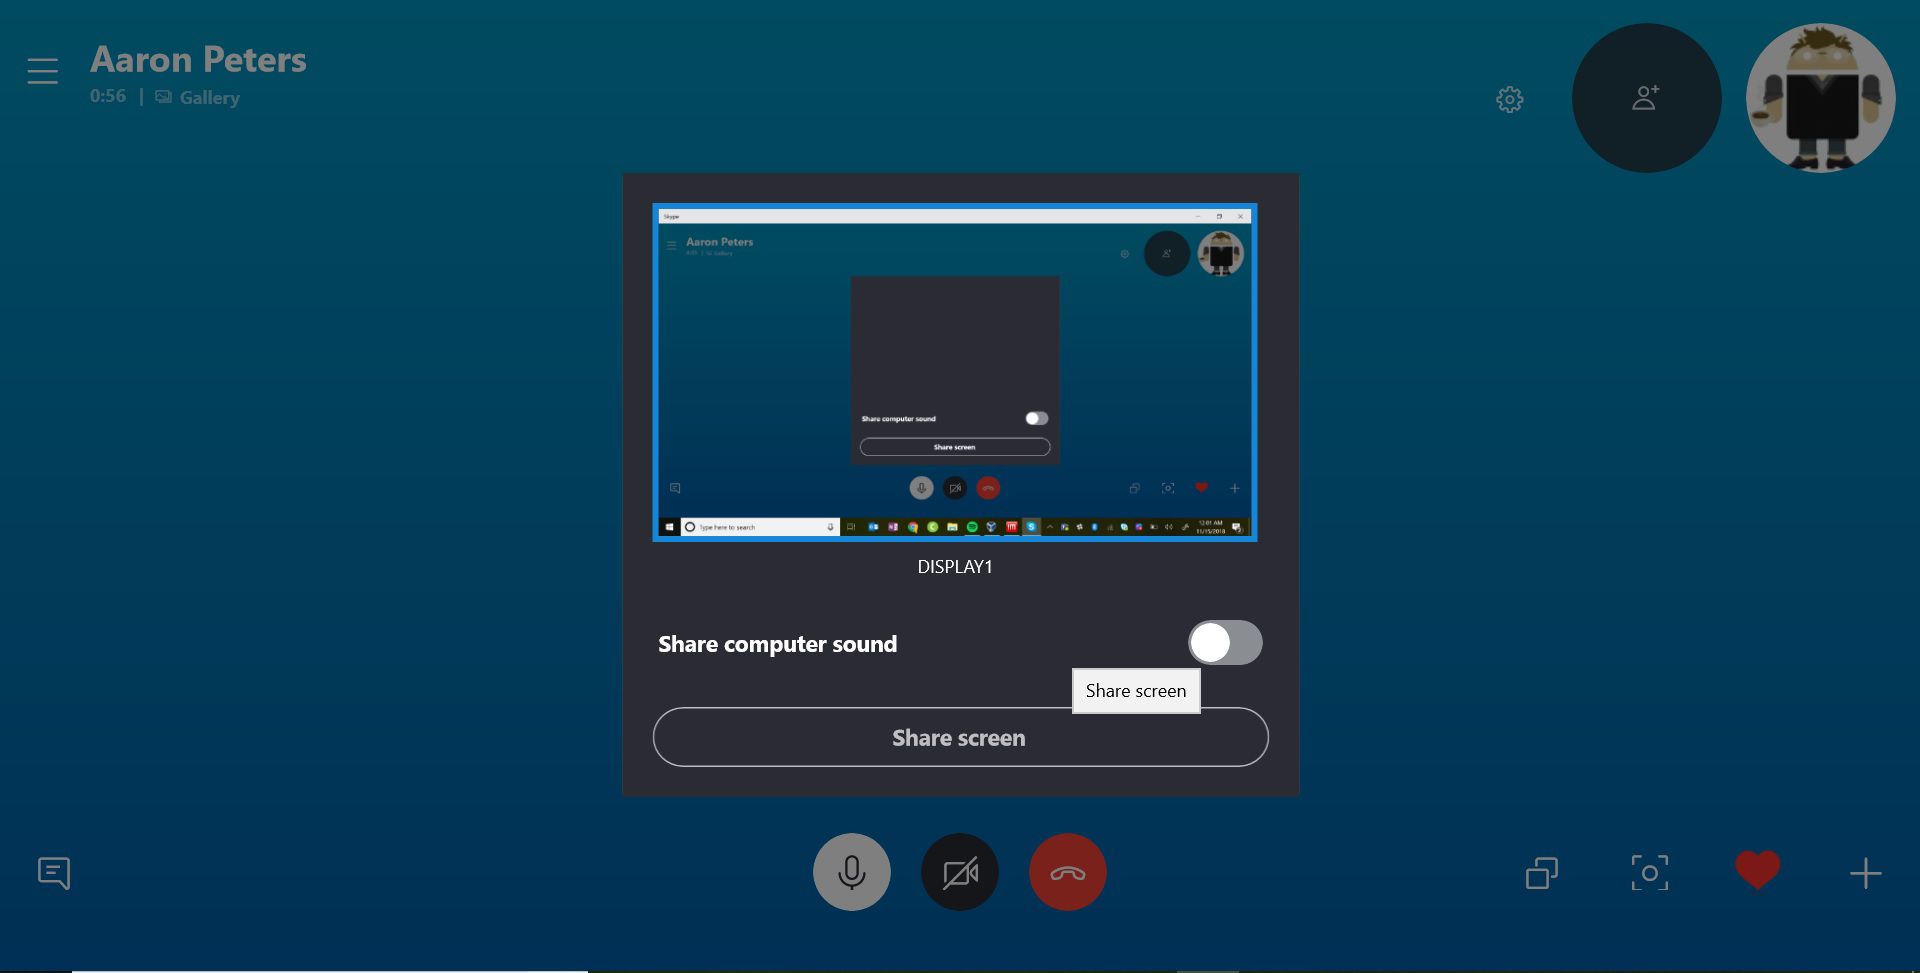 Aaron Peters
0:56 | Gallery
Skype
Aaron Peters
Gallery
Share computer sound
Share screen
Type here to search
12:01 AM
11/15/2018
DISPLAY1
Share computer sound
Share screen
Share screen